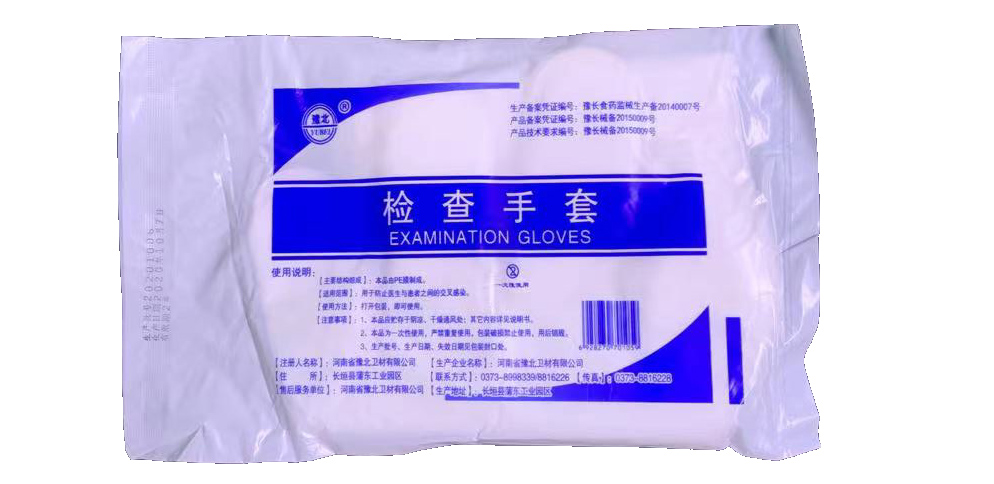 豫北
YUBEI
®
生产备案凭证编号：豫长食药监械生产备20140007号
产品备案凭证编号：豫长械备20150009号
产品技术要求编号：豫长械备20150009号
检查手套
EXAMINATION GLOVES
使用说明：
【主要结构组成】：本品由PE膜制成。
【适用范围】：用于防止医生与患者之间的交叉感染。
【使用方法】：打开包装，即可使用。
【注意事项】：1、本品应贮存于阴凉、干燥通风处；其它内容详见说明书。
2、本品为一次性使用，严禁重复使用，包装破损禁止使用，用后销毁。
3、生产批号、生产日期、失效日期见包装封口处。
一次性使用
【注册人名称】：河南省豫北卫材有限公司 【生产企业名称】：河南省豫北卫材有限公司
【住 所】：长垣县蒲东工业园区 【联系方式】：0373-8998339/8816226 【传真】：0373-8816226
【售后服务单位】：河南省豫北卫材有限公司 【生产地址】：长垣县蒲东工业园区
生产批号20201006